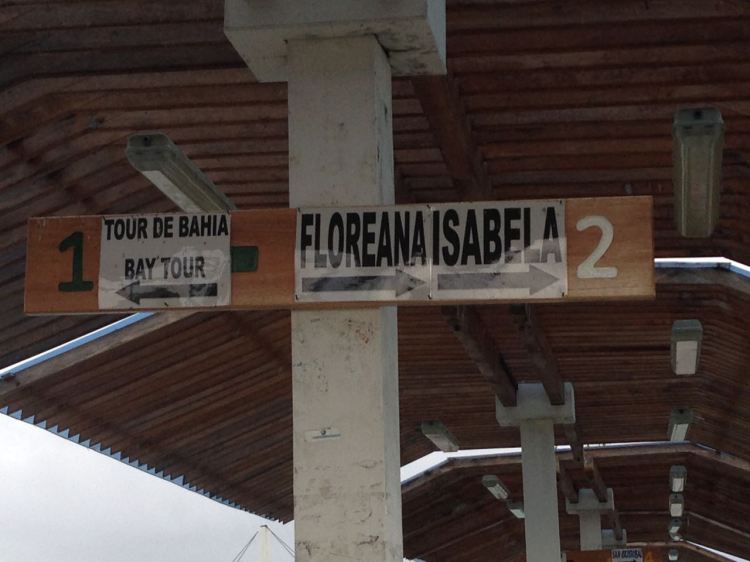 1
TOUR DE BAHIA
BAY TOUR
FLOREANA
ISABELA
2